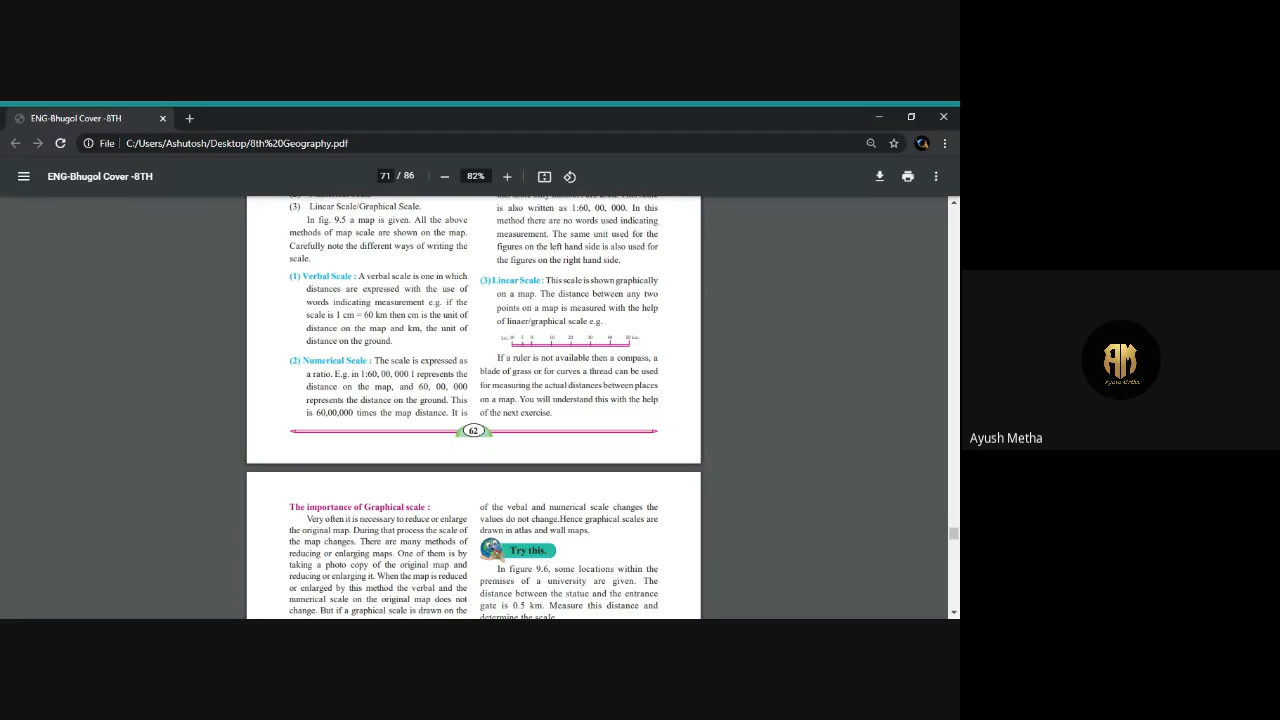 ENG-Bhugol Cover -8TH
File
C:/Users/Ashutosh/Desktop/8th%20Geography.pdf
ENG-Bhugol Cover -8TH
71 / 86
82%
(3) Linear Scale/Graphical Scale.
In fig. 9.5 a map is given. All the above
methods of map scale are shown on the map.
Carefully note the different ways of writing the
scale.
(1) Verbal Scale : A verbal scale is one in which
distances are expressed with the use of
words indicating measurement e.g. if the
scale is 1 cm = 60 km then cm is the unit of
distance on the map and km, the unit of
distance on the ground.
(2) Numerical Scale : The scale is expressed as
a ratio. E.g. in 1:60, 00, 000 1 represents the
distance on the map, and 60, 00, 000
represents the distance on the ground. This
is 60,00,000 times the map distance. It is
is also written as 1:60, 00, 000. In this
method there are no words used indicating
measurement. The same unit used for the
figures on the left hand side is also used for
the figures on the right hand side.
(3) Linear Scale : This scale is shown graphically
on a map. The distance between any two
points on a map is measured with the help
of linaer/graphical scale e.g.
10 5 0 10 20 30 40 50 km.
If a ruler is not available then a compass, a
blade of grass or for curves a thread can be used
for measuring the actual distances between places
on a map. You will understand this with the help
of the next exercise.
62
The importance of Graphical scale :
Very often it is necessary to reduce or enlarge
the original map. During that process the scale of
the map changes. There are many methods of
reducing or enlarging maps. One of them is by
taking a photo copy of the original map and
reducing or enlarging it. When the map is reduced
or enlarged by this method the verbal and the
numerical scale on the original map does not
change. But if a graphical scale is drawn on the
of the vebal and numerical scale changes the
values do not change.Hence graphical scales are
drawn in atlas and wall maps.
Try this.
In figure 9.6, some locations within the
premises of a university are given. The
distance between the statue and the entrance
gate is 0.5 km. Measure this distance and
determine the scale.
AM
Ayush Metha
Ayush Metha